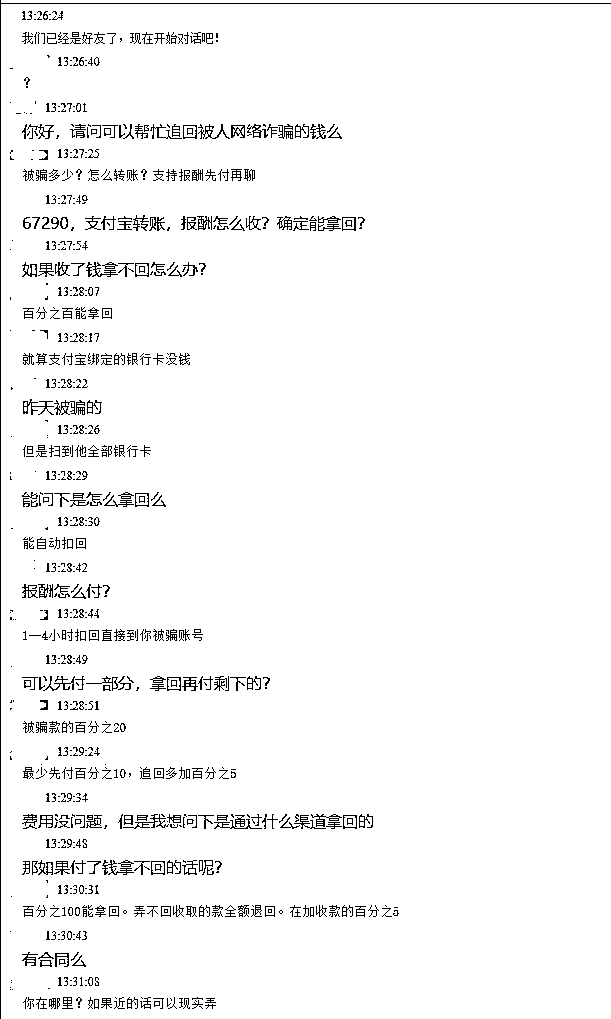 13:26:24
我们已经是好友了，现在开始对话吧！
13:26:40
？
13:27:01
你好，请问可以帮忙追回被人网络诈骗的钱么
13:27:25
被骗多少？怎么转账？支持报酬先付再聊
13:27:49
67290，支付宝转账，报酬怎么收？确定能拿回？
13:27:54
如果收了钱拿不回怎么办？
13:28:07
百分之百能拿回
13:28:17
就算支付宝绑定的银行卡没钱
13:28:22
昨天被骗的
13:28:26
但是扫到他全部银行卡
13:28:29
能问下是怎么拿回么
13:28:30
能自动扣回
13:28:42
报酬怎么付？
13:28:44
1—4小时扣回直接到你被骗账号
13:28:49
可以先付一部分，拿回再付剩下的？
13:28:51
被骗款的百分之20
13:29:24
最少先付百分之10，追回多加百分之5
13:29:34
费用没问题，但是我想问下是通过什么渠道拿回的
13:29:48
那如果付了钱拿不回的话呢？
13:30:31
百分之100能拿回。弄不回收取的款全额退回。在加收款的百分之5
13:30:43
有合同么
13:31:08
你在哪里？如果近的话可以现实弄